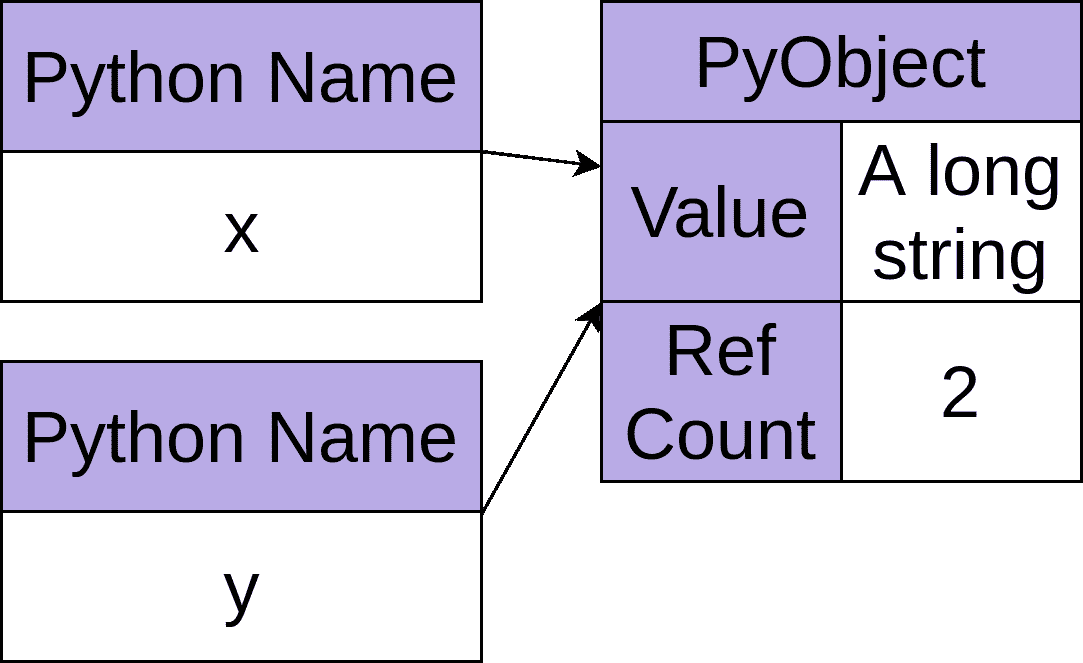 Python Name
x
Python Name
y
PyObject
Value
A long
string
Ref
Count
2